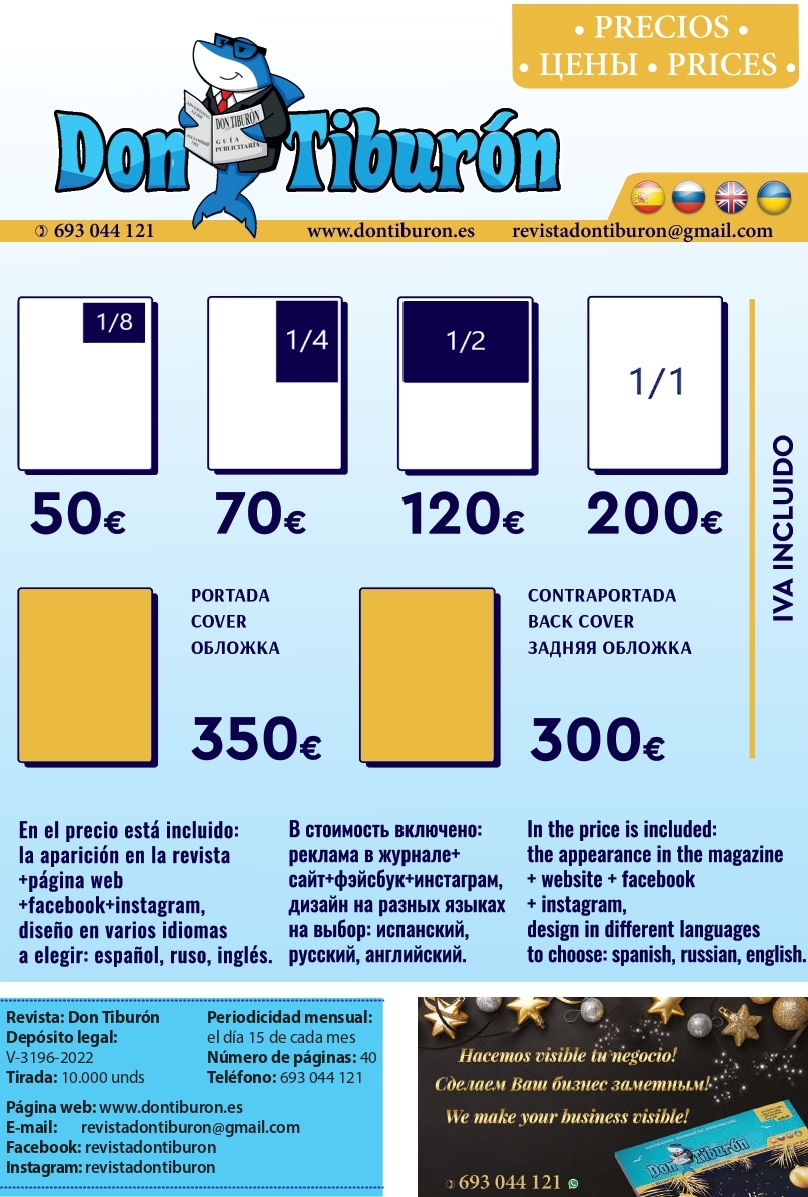 • PRECIOS •
• ЦЕНЫ • PRICES •
Don Tiburón
DON TIBURÓN
GUÍA
PUBLICITARIA
693 044 121
www.dontiburon.es
revistadontiburon@gmail.com
1/8
1/4
1/2
1/1
50€
70€
120€
200€
IVA INCLUIDO
PORTADA
COVER
ОБЛОЖКА
350€
CONTRAPORTADA
BACK COVER
ЗАДНЯЯ ОБЛОЖКА
300€
En el precio está incluido:
la aparición en la revista
+página web
+facebook+instagram,
diseño en varios idiomas
a elegir: español, ruso, inglés.
В стоимость включено:
реклама в журнале+
сайт+фэйсбук+инстаграм,
дизайн на разных языках
на выбор: испанский,
русский, английский.
In the price is included:
the appearance in the magazine
+ website + facebook
+ instagram,
design in different languages
to choose: spanish, russian, english.
Revista: Don Tiburón
Depósito legal:
V-3196-2022
Tirada: 10.000 unds
Periodicidad mensual:
el día 15 de cada mes
Número de páginas: 40
Teléfono: 693 044 121
Página web: www.dontiburon.es
E-mail: revistadontiburon@gmail.com
Facebook: revistadontiburon
Instagram: revistadontiburon
Hacemos visible tu negocio!
Сделаем Ваш бизнес заметным!
We make your business visible!
Don Tiburón
693 044 121